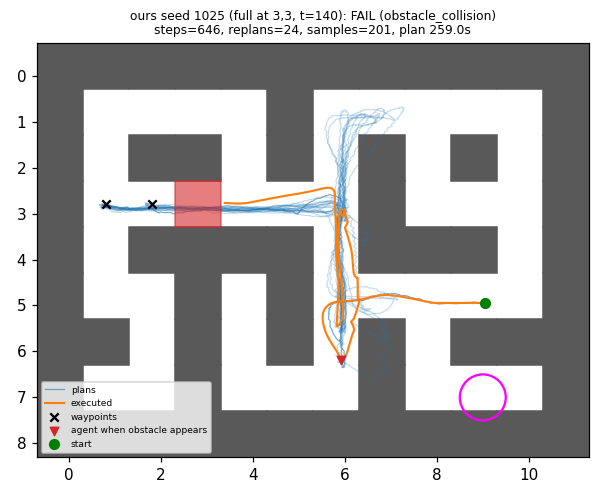 ours seed 1025 (full at 3,3, t=140): FAIL (obstacle_collision)
steps=646, replans=24, samples=201, plan 259.0s
0
1
2
3
4
5
6
7
8
plans
executed
waypoints
agent when obstacle appears
start
0
2
4
6
8
10